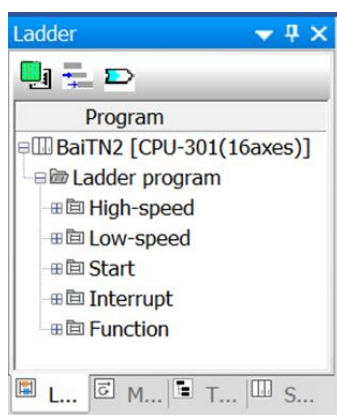 Ladder
Program
BaiTN2 [CPU-301(16axes)]
Ladder program
High-speed
Low-speed
Start
Interrupt
Function
L... M... T... S...